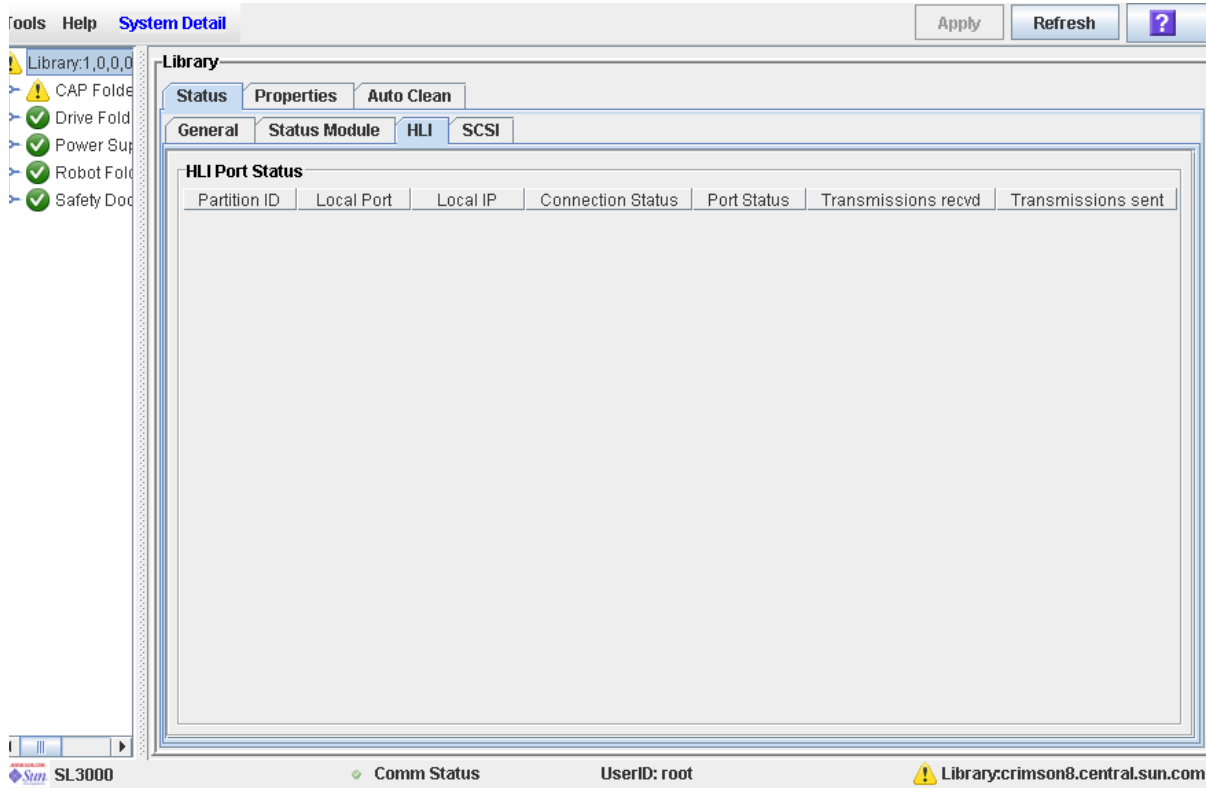 Tools Help System Detail Apply Refresh ?
Library:1,0,0,0
CAP Folde
Drive Fold
Power Sup
Robot Fold
Safety Doo
Library
Status Properties Auto Clean
General Status Module HLI SCSI
HLI Port Status
Partition ID Local Port Local IP Connection Status Port Status Transmissions recvd Transmissions sent
Sun SL3000 Comm Status UserID: root Library:crimson8.central.sun.com